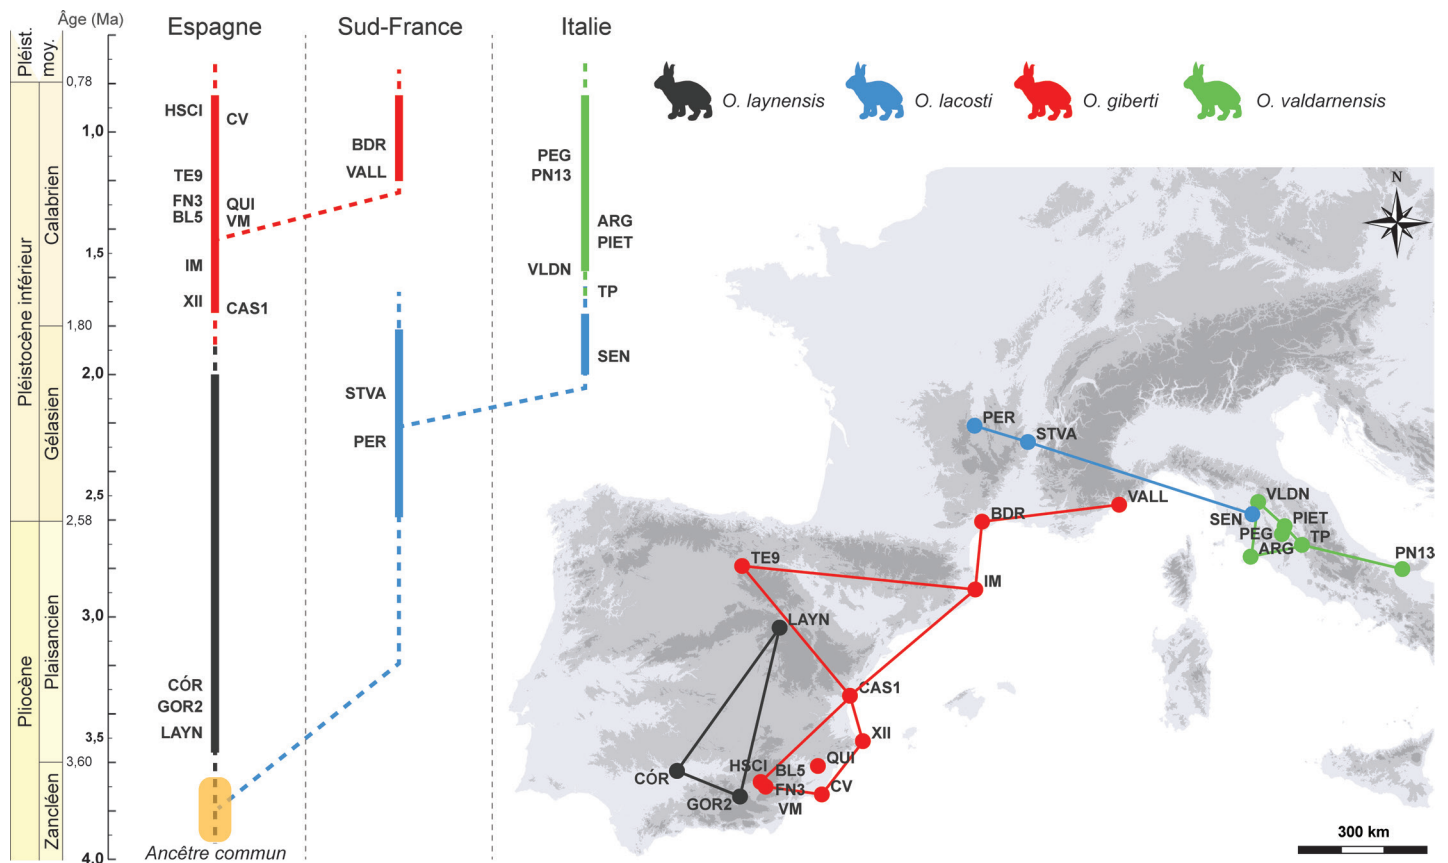 Âge (Ma)
Espagne
Sud-France
Italie
Pléist.
moy.
Pléistocène inférieur
Calabrien
Gélasien
Pliocène
Plaisancien
Zancléen
0,78
1,80
2,58
3,60
1,0
1,5
2,0
2,5
3,0
3,5
4,0
HSCI
CV
TE9
FN3
QUI
BL5
VM
IM
XII
CAS1
CÓR
GOR2
LAYN
Ancêtre commun
BDR
VALL
STVA
PER
PEG
PN13
ARG
PIET
VLDN
TP
SEN
O. laynensis
O. lacosti
O. giberti
O. valdarnensis
N
PER
STVA
VLDN
VALL
SEN
PIET
BDR
PEG
TP
ARG
PN13
TE9
IM
LAYN
CAS1
XII
QUI
HSCI
BL5
CÓR
FN3
CV
GOR2
VM
300 km